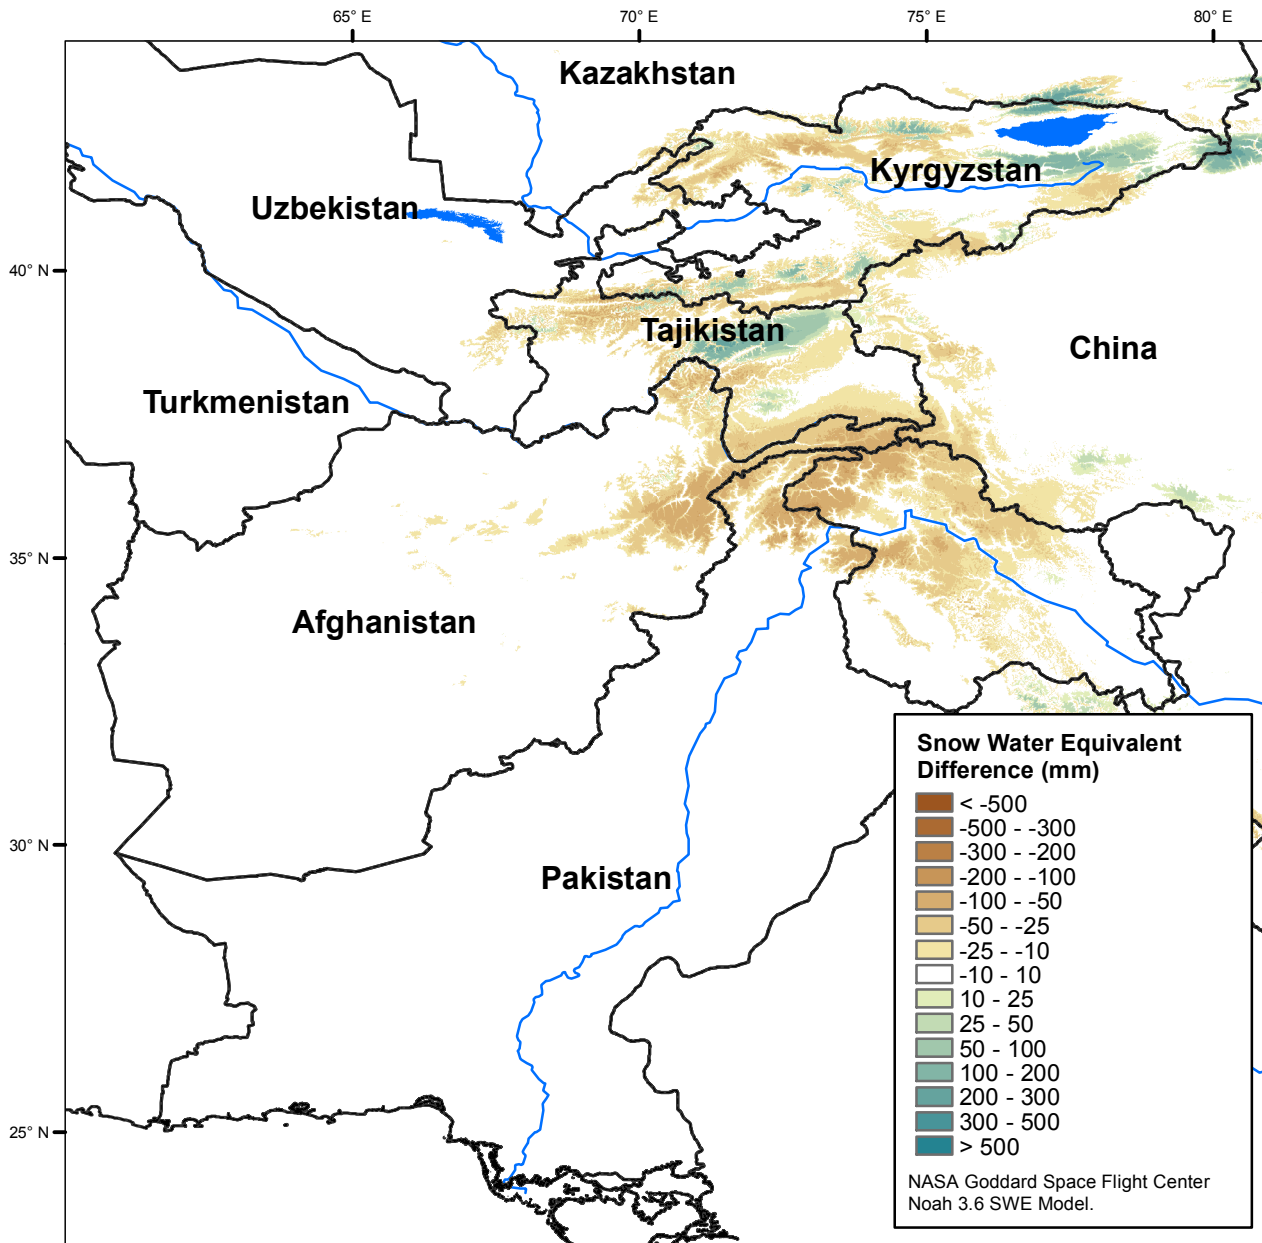 65° E
70° E
75° E
80° E
Kazakhstan
Kyrgyzstan
Uzbekistan
40° N
Tajikistan
China
Turkmenistan
35° N
Afghanistan
Snow Water Equivalent
Difference (mm)
< -500
-500 - -300
-300 - -200
-200 - -100
-100 - -50
-50 - -25
-25 - -10
-10 - 10
10 - 25
25 - 50
50 - 100
100 - 200
200 - 300
300 - 500
> 500
NASA Goddard Space Flight Center
Noah 3.6 SWE Model.
30° N
Pakistan
25° N